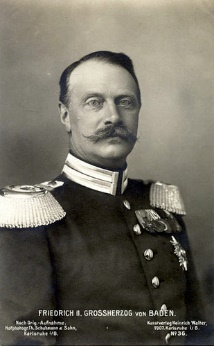 FRIEDRICH II. GROSSHERZOG VON BADEN.
Nach Orig.-Aufnahme,
Hofphotogr. Th. Schuhmann & Sohn,
Karlsruhe i/B.
Kunstverlag Heinrich Walter,
1907. Karlsruhe i/B.
No 36.